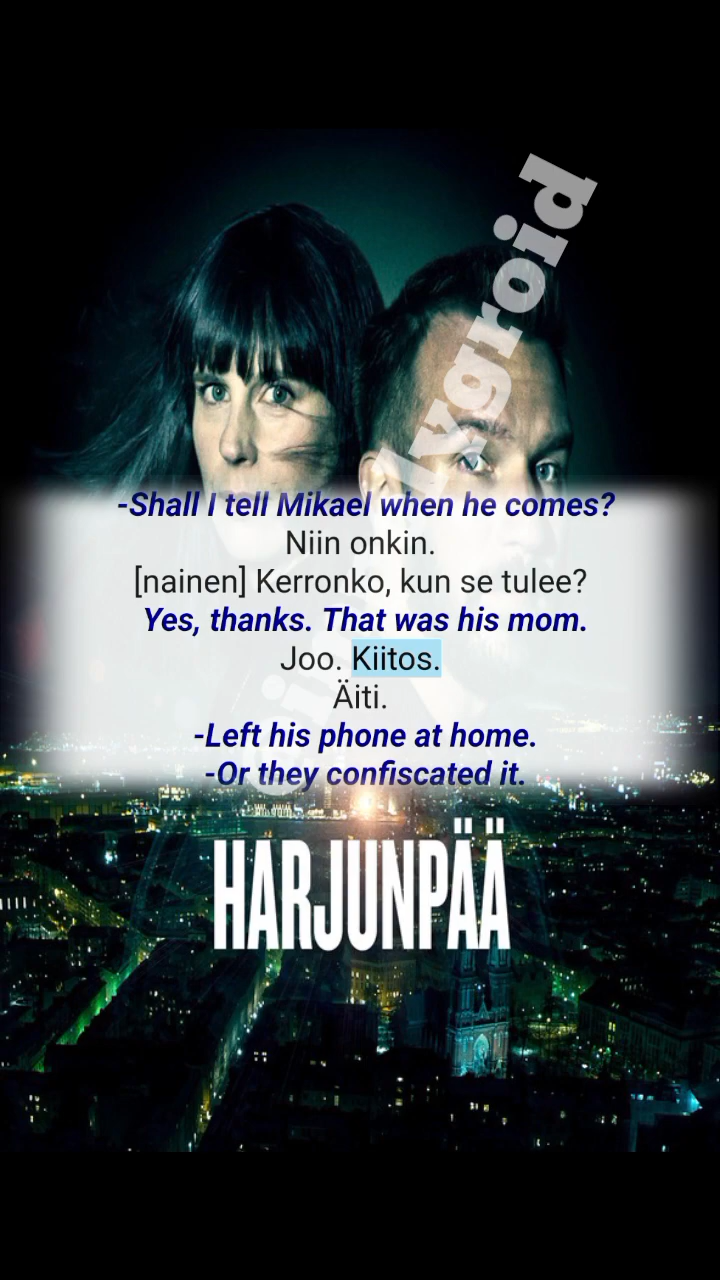 -Shall I tell Mikael when he comes?
Niin onkin.
[nainen] Kerronko, kun se tulee?
Yes, thanks. That was his mom.
Joo. Kiitos.
Äiti.
-Left his phone at home.
-Or they confiscated it.
HARJUNPÄÄ